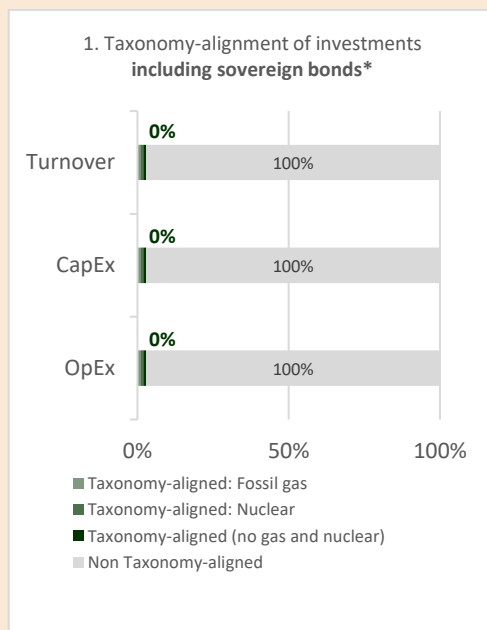 1. Taxonomy-alignment of investments
including sovereign bonds*
0%
Turnover 100%
0%
CapEx 100%
0%
OpEx 100%
0% 50% 100%
Taxonomy-aligned: Fossil gas
Taxonomy-aligned: Nuclear
Taxonomy-aligned (no gas and nuclear)
Non Taxonomy-aligned